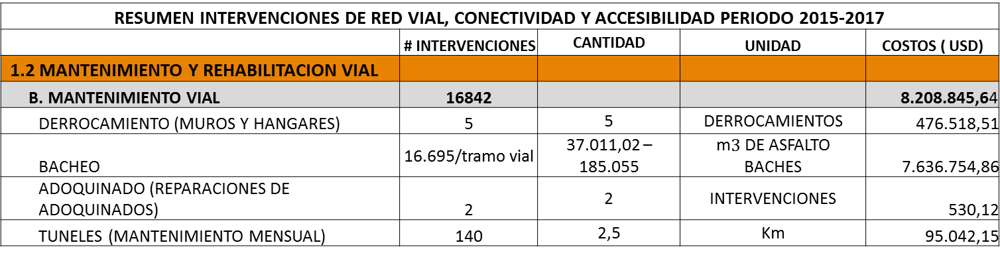 RESUMEN INTERVENCIONES DE RED VIAL, CONECTIVIDAD Y ACCESIBILIDAD PERIODO 2015-2017
# INTERVENCIONES CANTIDAD UNIDAD COSTOS ( USD)
1.2 MANTENIMIENTO Y REHABILITACION VIAL
B. MANTENIMIENTO VIAL 16842 8.208.845,64
DERROCAMIENTO (MUROS Y HANGARES) 5 5 DERROCAMIENTOS 476.518,51
BACHEO 16.695/tramo vial 37.011,02 –
185.055 m3 DE ASFALTO
BACHES 7.636.754,86
ADOQUINADO (REPARACIONES DE
ADOQUINADOS) 2 2 INTERVENCIONES 530,12
TUNELES (MANTENIMIENTO MENSUAL) 140 2,5 Km 95.042,15